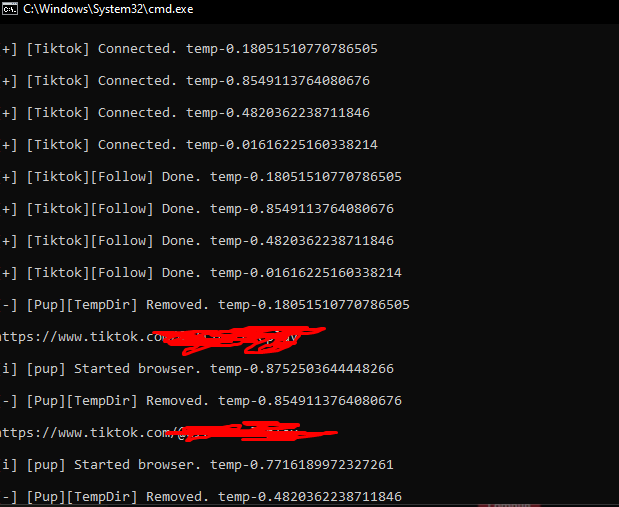 C:\Windows\System32\cmd.exe
+] [Tiktok] Connected. temp-0.18051510770786505
+] [Tiktok] Connected. temp-0.8549113764080676
+] [Tiktok] Connected. temp-0.4820362238711846
+] [Tiktok] Connected. temp-0.01616225160338214
+] [Tiktok][Follow] Done. temp-0.18051510770786505
+] [Tiktok][Follow] Done. temp-0.8549113764080676
+] [Tiktok][Follow] Done. temp-0.4820362238711846
+] [Tiktok][Follow] Done. temp-0.01616225160338214
-] [Pup][TempDir] Removed. temp-0.18051510770786505
https://www.tiktok.co
i] [pup] Started browser. temp-0.8752503644448266
-] [Pup][TempDir] Removed. temp-0.8549113764080676
https://www.tiktok.com/@
i] [pup] Started browser. temp-0.7716189972327261
-] [Pup][TempDir] Removed. temp-0.4820362238711846